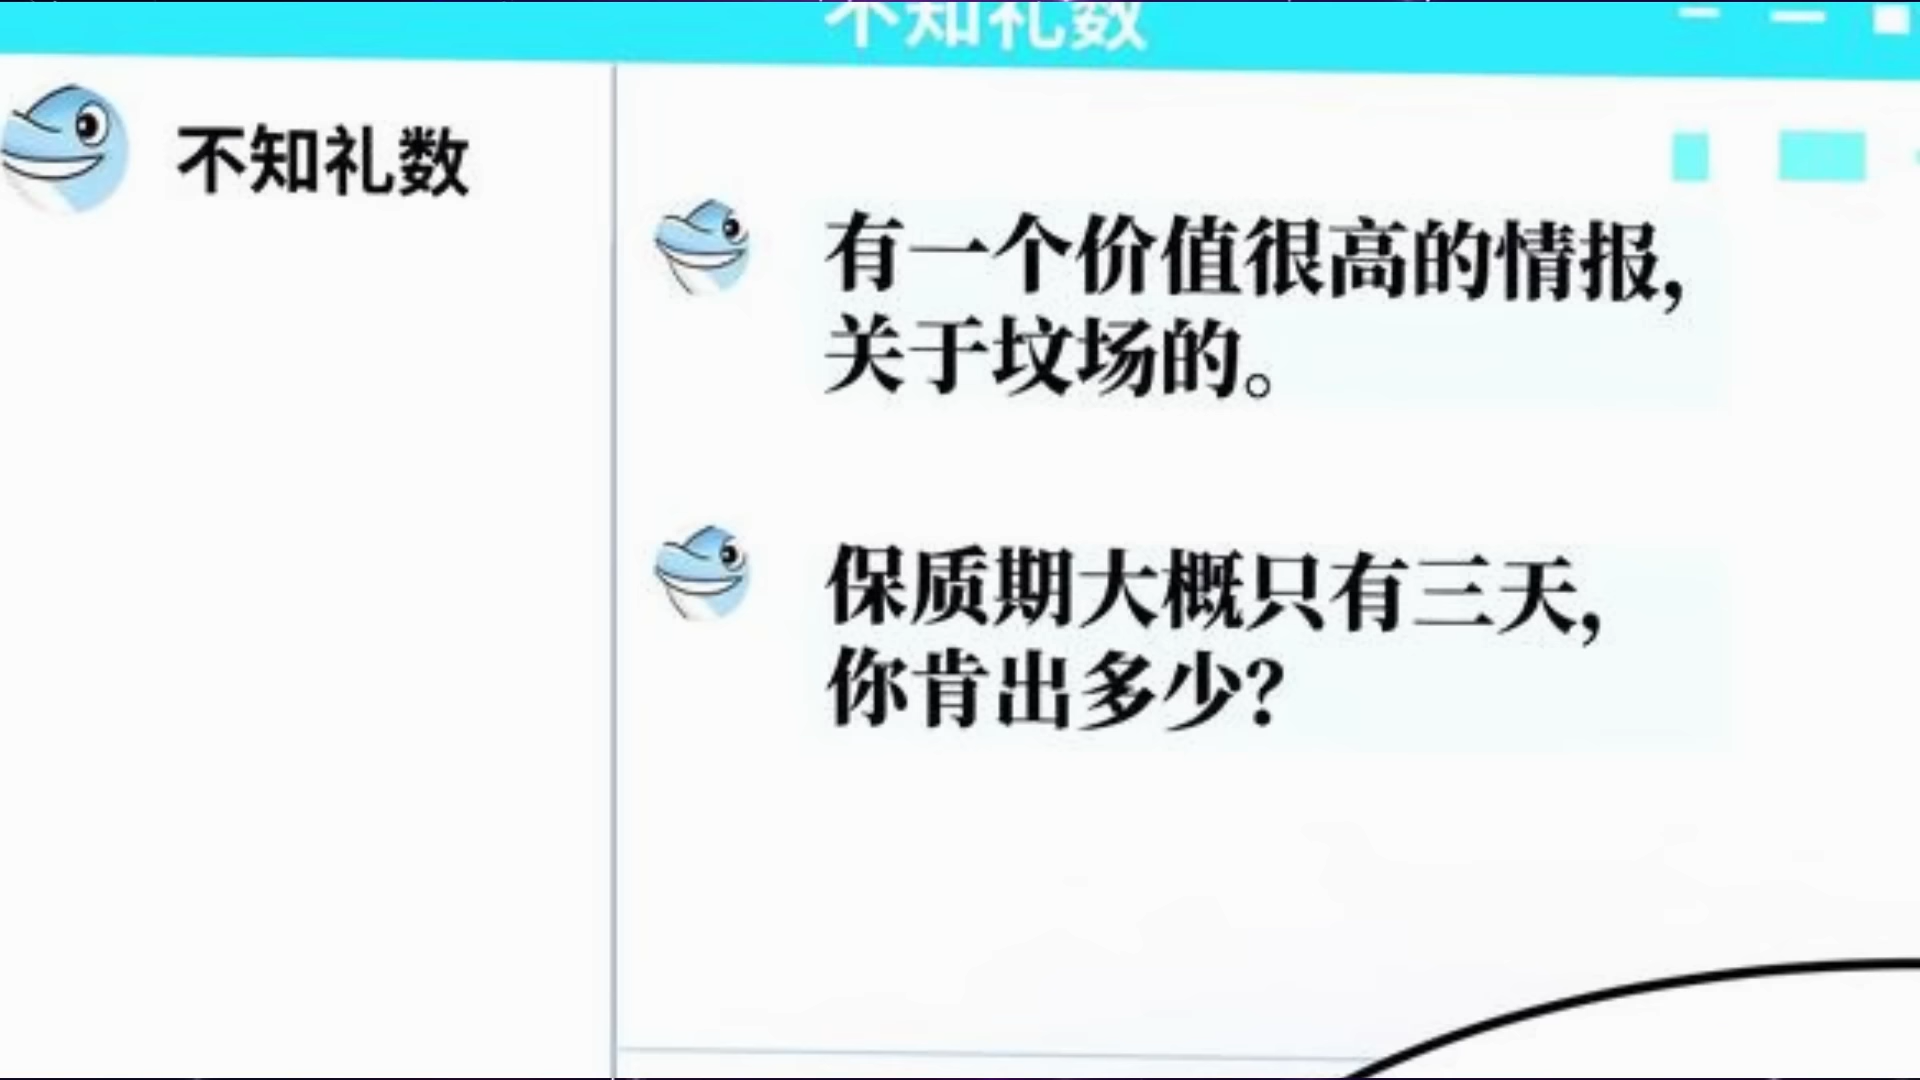 不知礼数
不知礼数
有一个价值很高的情报，
关于坟场的。
保质期大概只有三天，
你肯出多少？